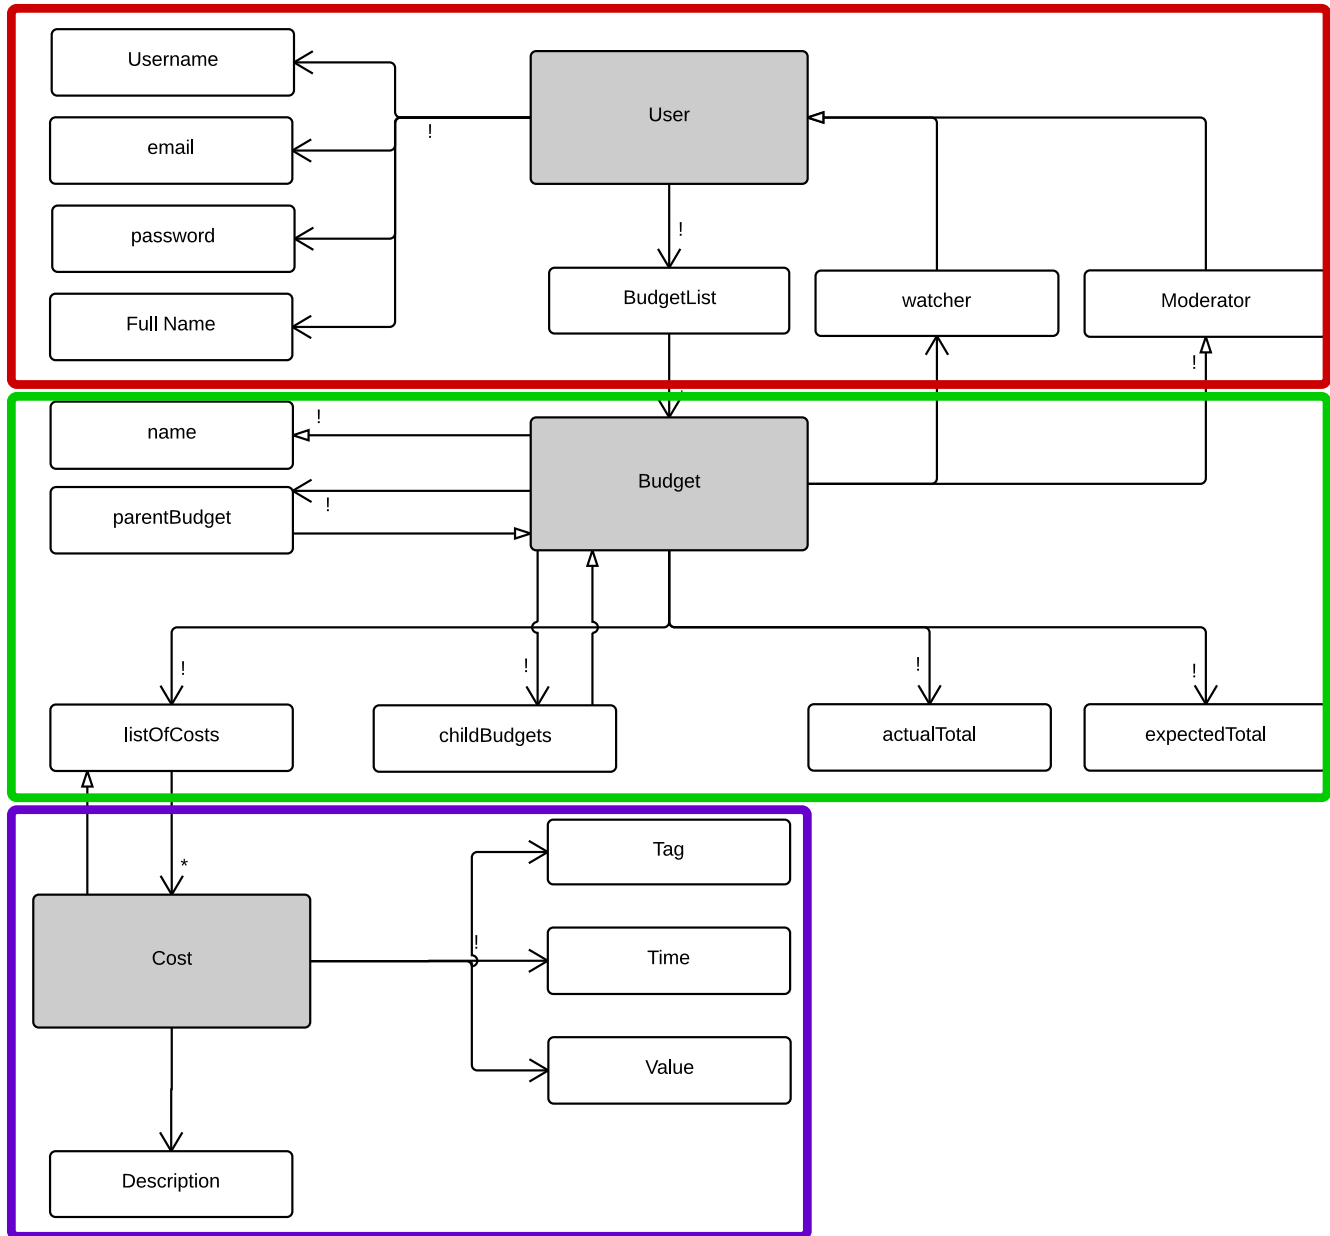 Username
User
email
!
password
!
Full Name
BudgetList
watcher
Moderator
!
name
!
Budget
parentBudget
!
!
!
!
!
listOfCosts
childBudgets
actualTotal
expectedTotal
*
Tag
Cost
!
Time
Value
Description